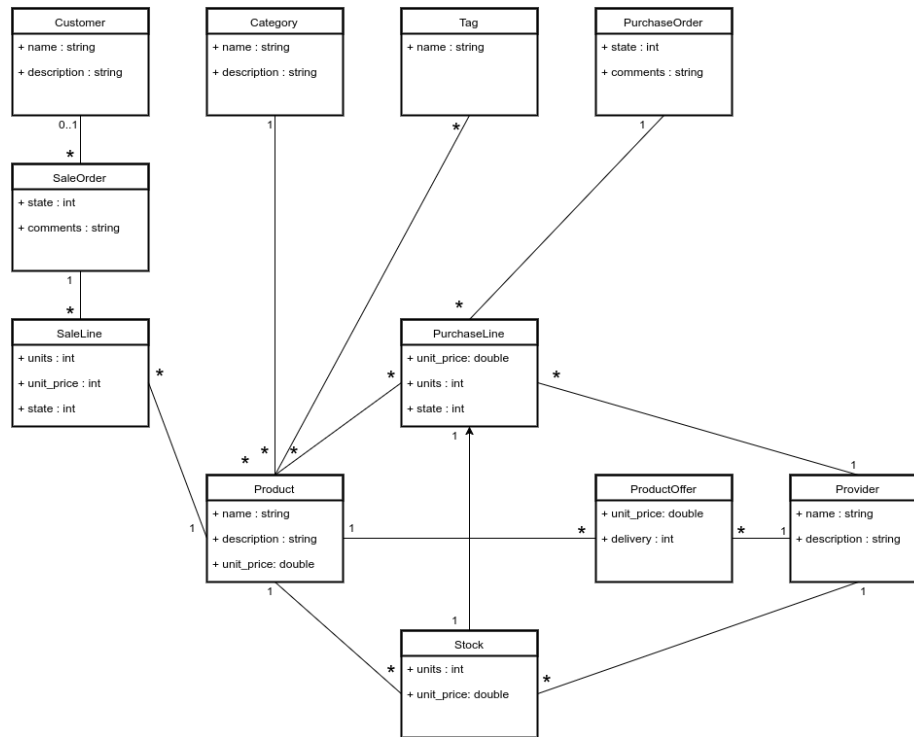 Customer
+ name : string
+ description : string
Category
+ name : string
+ description : string
Tag
+ name : string
PurchaseOrder
+ state : int
+ comments : string
0..1
*
1
*
1
SaleOrder
+ state : int
+ comments : string
1
*
*
SaleLine
+ units : int
+ unit_price : int
+ state : int
*
PurchaseLine
+ unit_price: double
+ units : int
+ state : int
*
*
1
* * *
1
Product
+ name : string
+ description : string
+ unit_price: double
1
1
*
ProductOffer
+ unit_price: double
+ delivery : int
*
1
Provider
+ name : string
+ description : string
1
1
1
*
*
Stock
+ units : int
+ unit_price: double